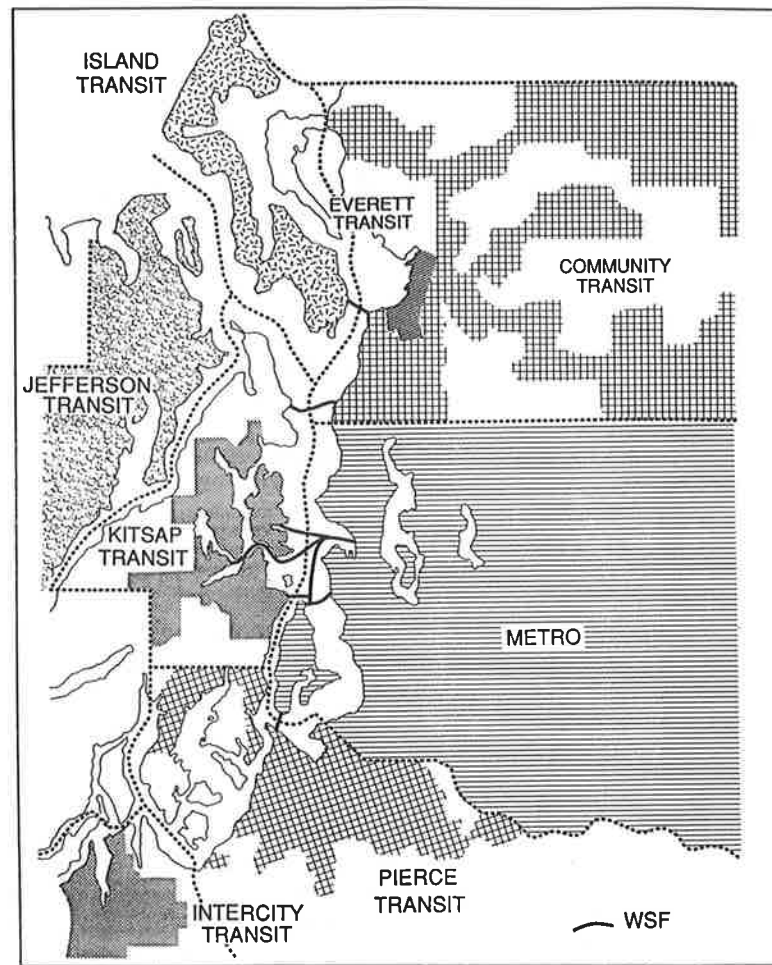 ISLAND
TRANSIT
EVERETT
TRANSIT
COMMUNITY
TRANSIT
JEFFERSON
TRANSIT
KITSAP
TRANSIT
METRO
PIERCE
TRANSIT
INTERCITY
TRANSIT
WSF